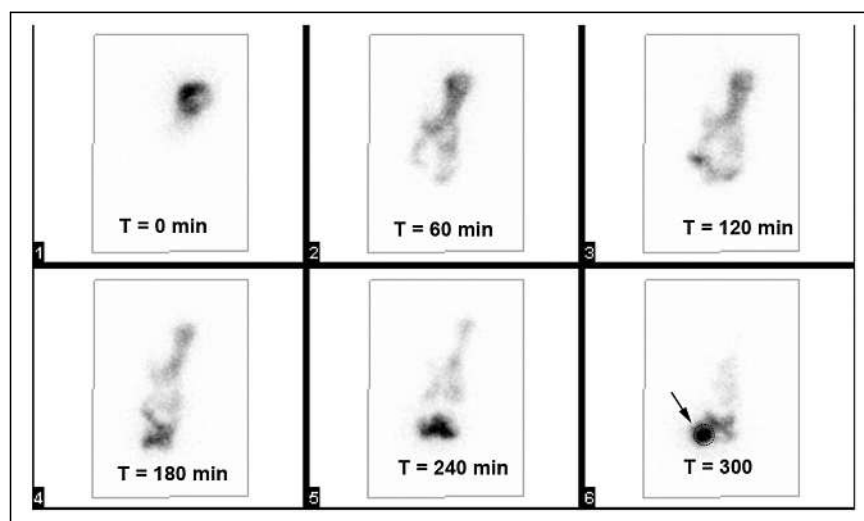 T = 0 min
1
T = 60 min
2
T = 120 min
3
T = 180 min
4
T = 240 min
5
T = 300
6